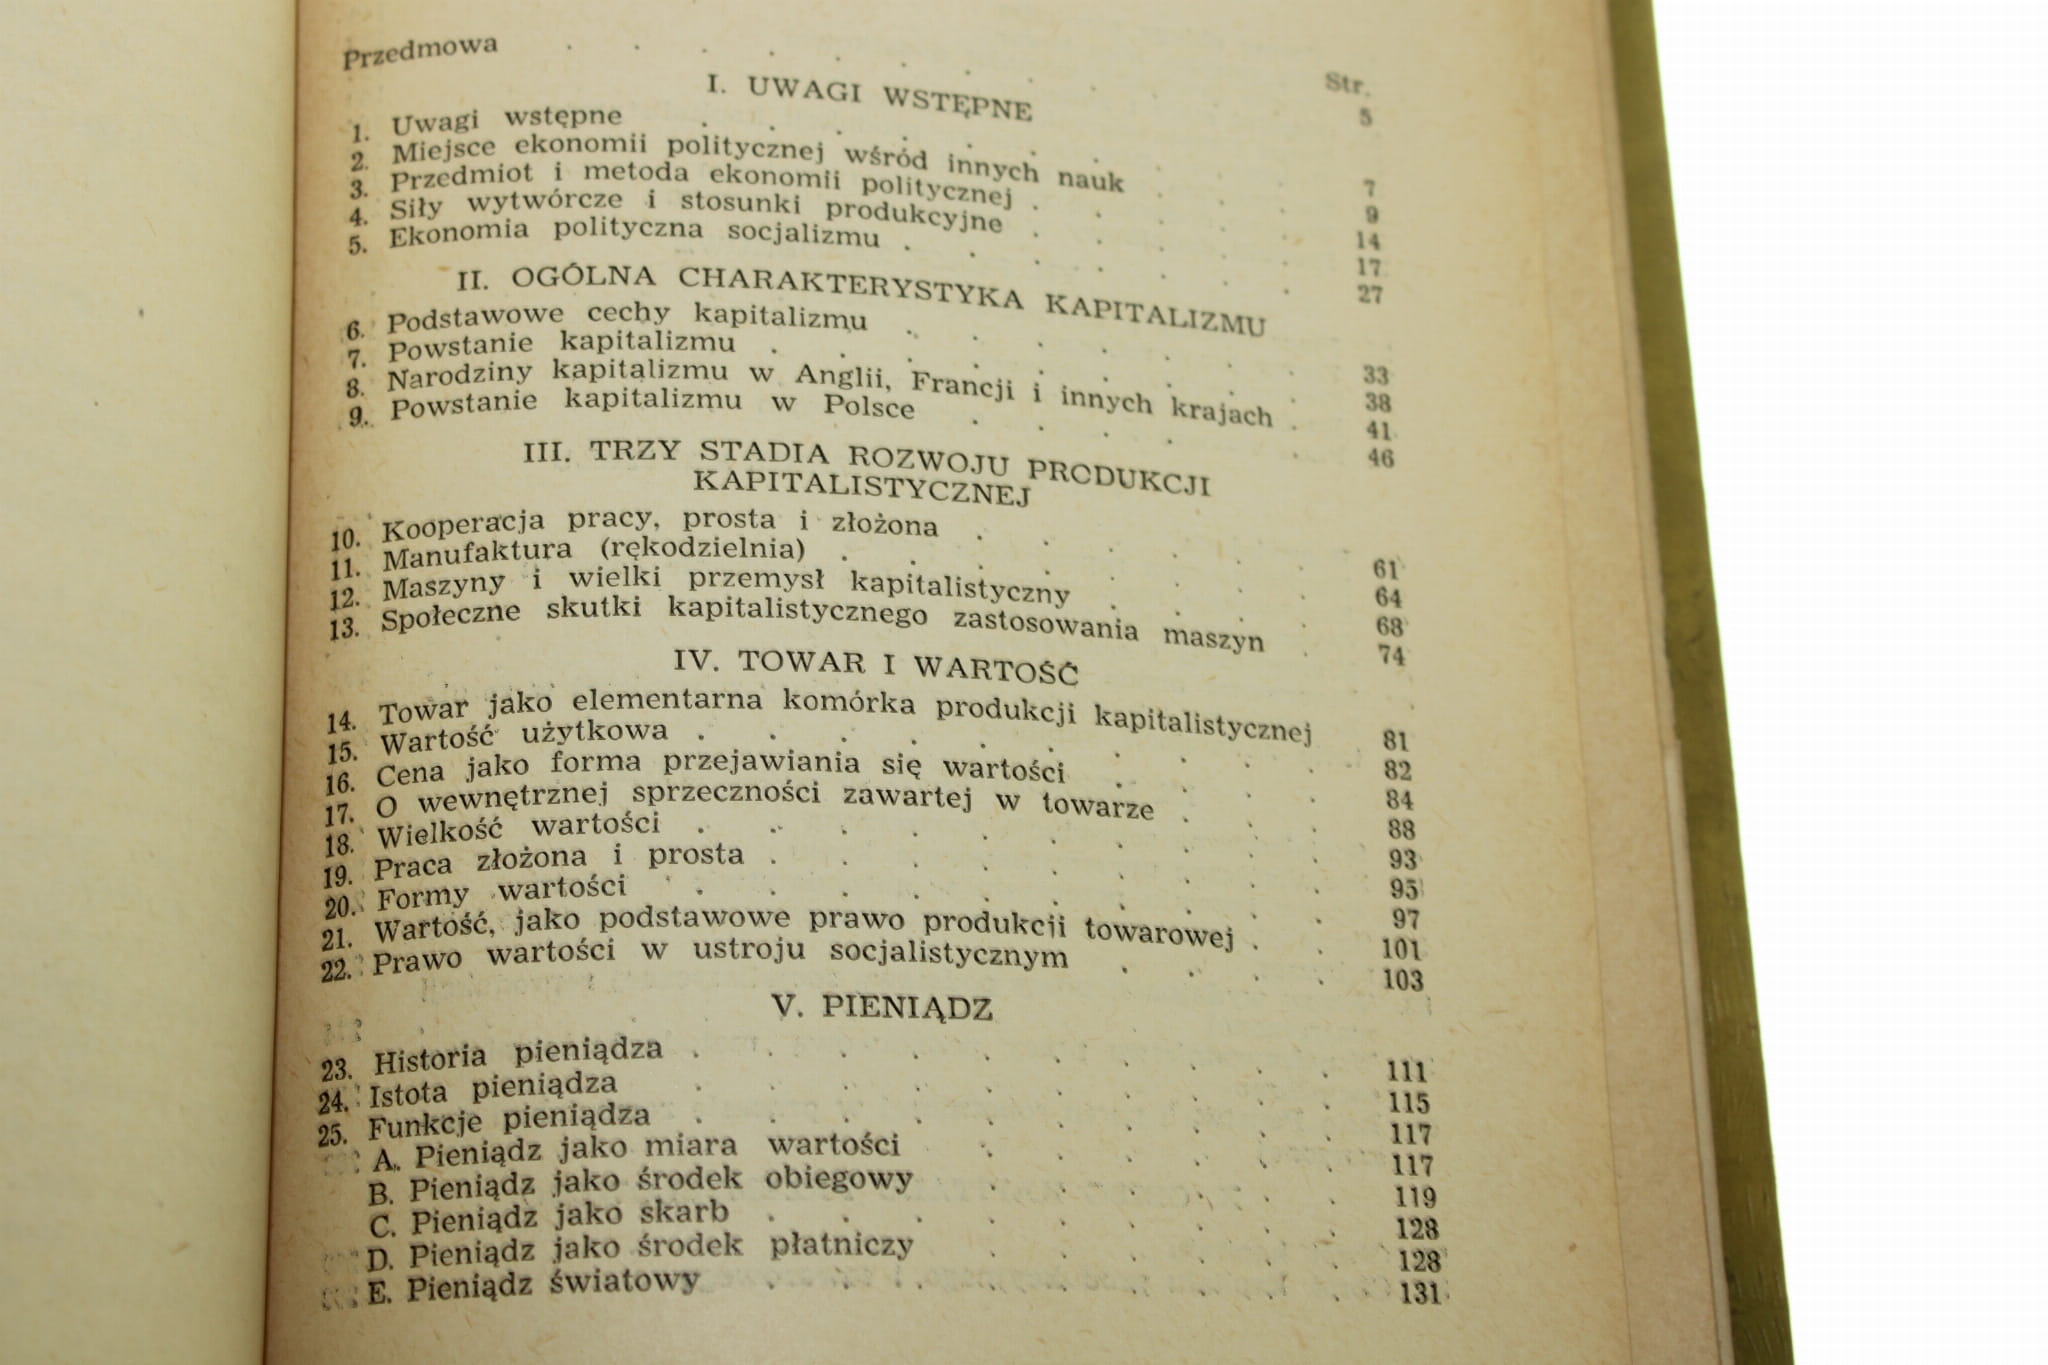 Str.
Przedmowa 5
I. UWAGI WSTĘPNE
1. Uwagi wstępne 7
2. Miejsce ekonomii politycznej wśród innych nauk 9
3. Przedmiot i metoda ekonomii politycznej 14
4. Siły wytwórcze i stosunki produkcyjne 17
5. Ekonomia polityczna socjalizmu 27
II. OGÓLNA CHARAKTERYSTYKA KAPITALIZMU
6. Podstawowe cechy kapitalizmu 33
7. Powstanie kapitalizmu 38
8. Narodziny kapitalizmu w Anglii, Francji i innych krajach 41
9. Powstanie kapitalizmu w Polsce 46
III. TRZY STADIA ROZWOJU PRODUKCJI
KAPITALISTYCZNEJ
10. Kooperacja pracy, prosta i złożona 61
11. Manufaktura (rękodzielnia) 64
12. Maszyny i wielki przemysł kapitalistyczny 68
13. Społeczne skutki kapitalistycznego zastosowania maszyn 74
IV. TOWAR I WARTOŚĆ
14. Towar jako elementarna komórka produkcji kapitalistycznej 81
15. Wartość użytkowa 82
16. Cena jako forma przejawiania się wartości 84
17. O wewnętrznej sprzeczności zawartej w towarze 88
18. Wielkość wartości 93
19. Praca złożona i prosta 95
20. Formy wartości 97
21. Wartość, jako podstawowe prawo produkcji towarowej 101
22. Prawo wartości w ustroju socjalistycznym 103
V. PIENIĄDZ
23. Historia pieniądza 111
24. Istota pieniądza 115
25. Funkcje pieniądza 117
A. Pieniądz jako miara wartości 117
B. Pieniądz jako środek obiegowy 119
C. Pieniądz jako skarb 128
D. Pieniądz jako środek płatniczy 128
E. Pieniądz światowy 131